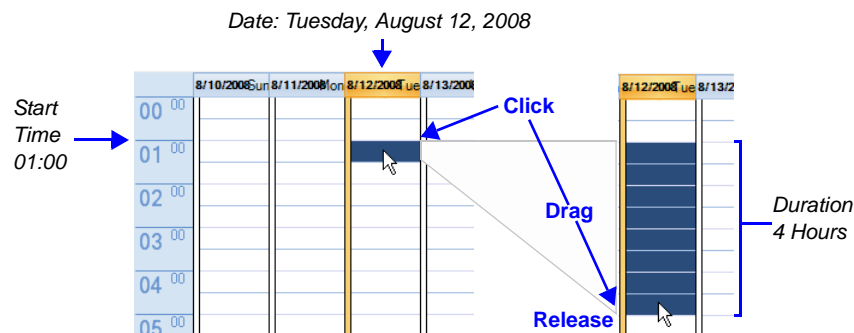 Date: Tuesday, August 12, 2008
8/10/2008 Sun 8/11/2008 Mon 8/12/2008 Tue 8/13/2008
8/12/2008 Tue 8/13/2
Start
Time
01:00
00 00
01 00
02 00
03 00
04 00
05 00
Click
Drag
Release
Duration
4 Hours